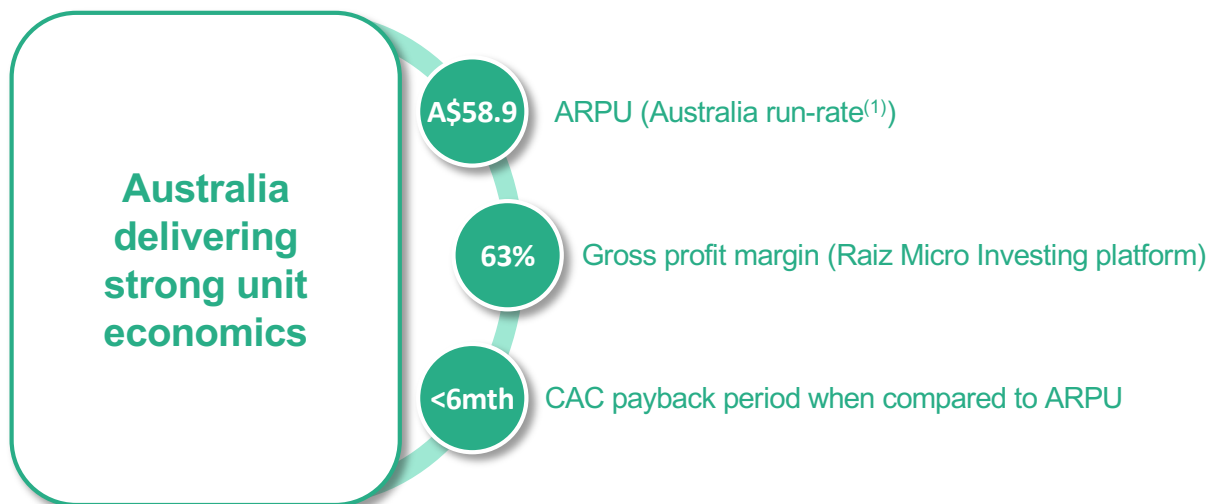 Australia
delivering
strong unit
economics
A$58.9
ARPU (Australia run-rate⁽¹⁾)
63%
Gross profit margin (Raiz Micro Investing platform)
<6mth
CAC payback period when compared to ARPU